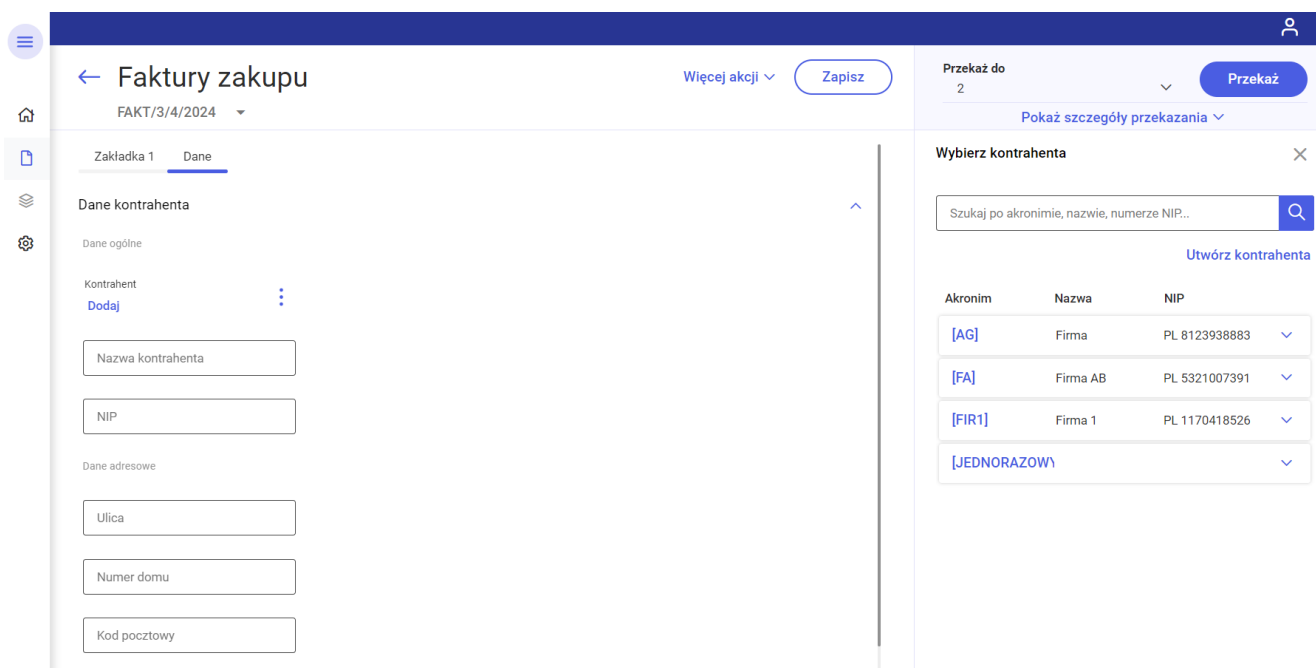 Faktury zakupu
FAKT/3/4/2024
Więcej akcji
Zapisz
Przekaż do
2
Przekaż
Pokaż szczegóły przekazania
Zakładka 1 Dane
Dane kontrahenta
Dane ogólne
Kontrahent
Dodaj
Nazwa kontrahenta
NIP
Dane adresowe
Ulica
Numer domu
Kod pocztowy
Wybierz kontrahenta
Szukaj po akronimie, nazwie, numerze NIP...
Utwórz kontrahenta
Akronim Nazwa NIP
[AG] Firma PL 8123938883
[FA] Firma AB PL 5321007391
[FIR1] Firma 1 PL 1170418526
[JEDNORAZOWY